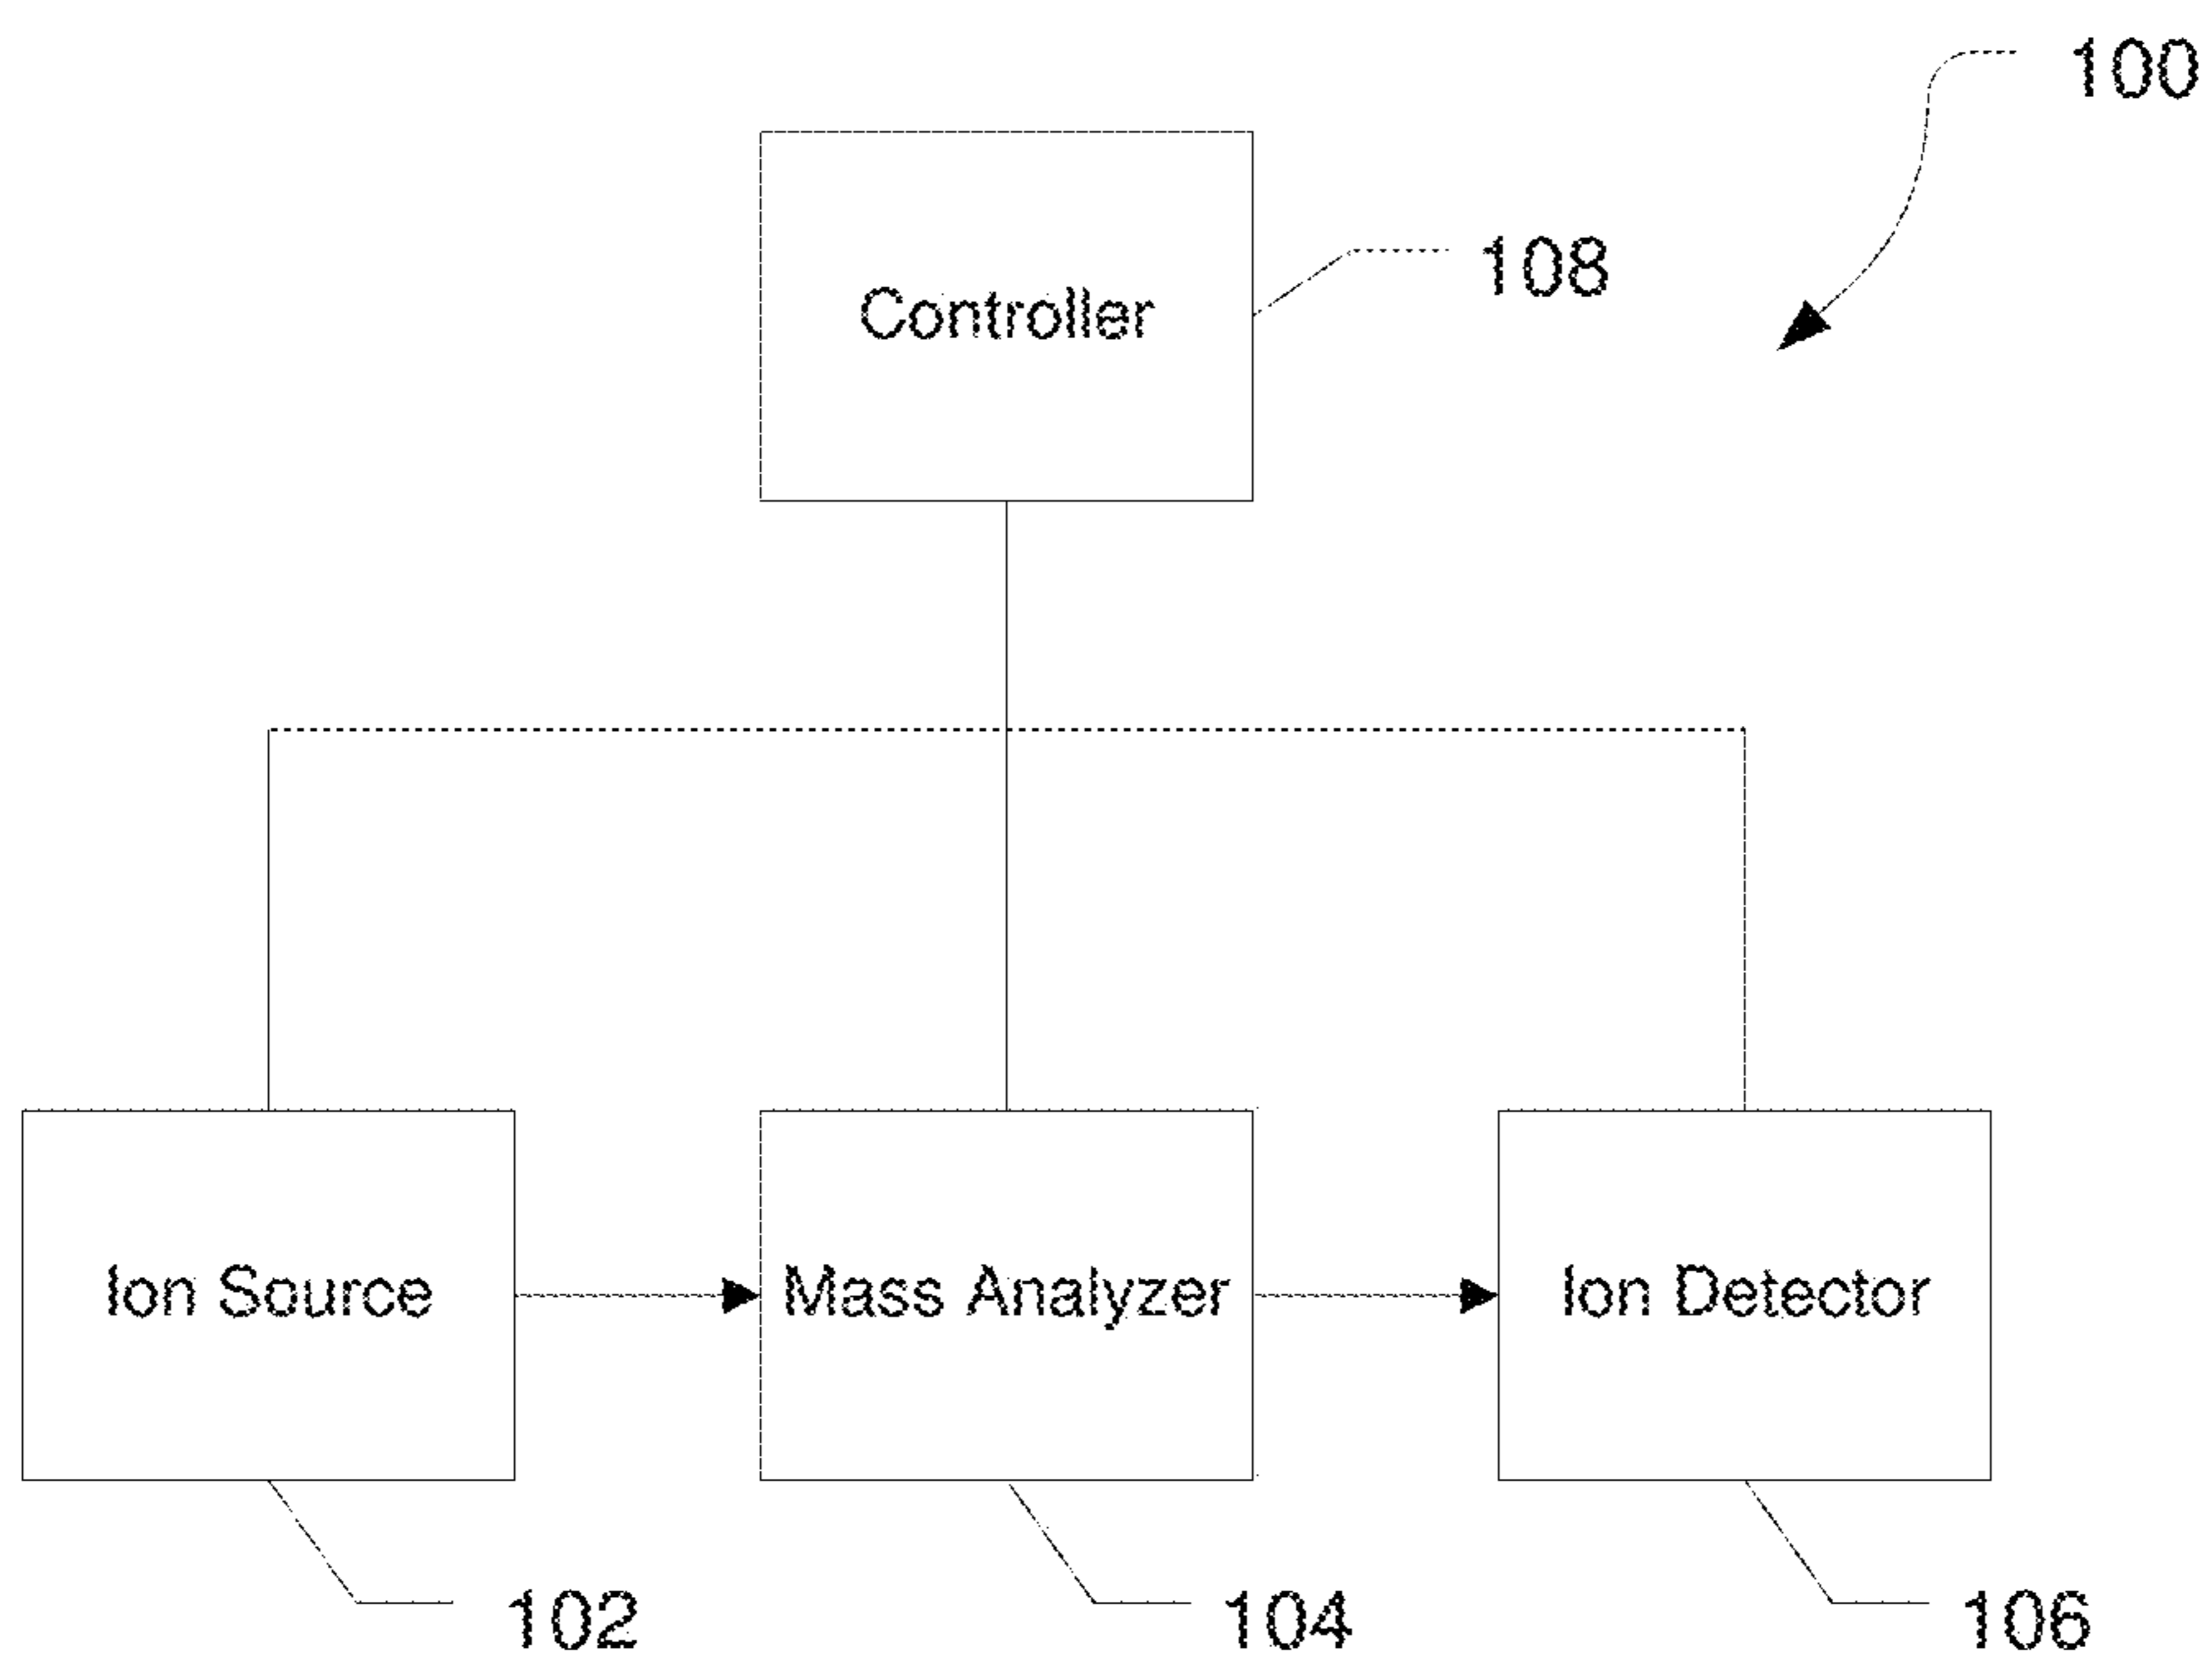 100
108
Controller
Ion Source
Mass Analyzer
Ion Detector
102
104
106